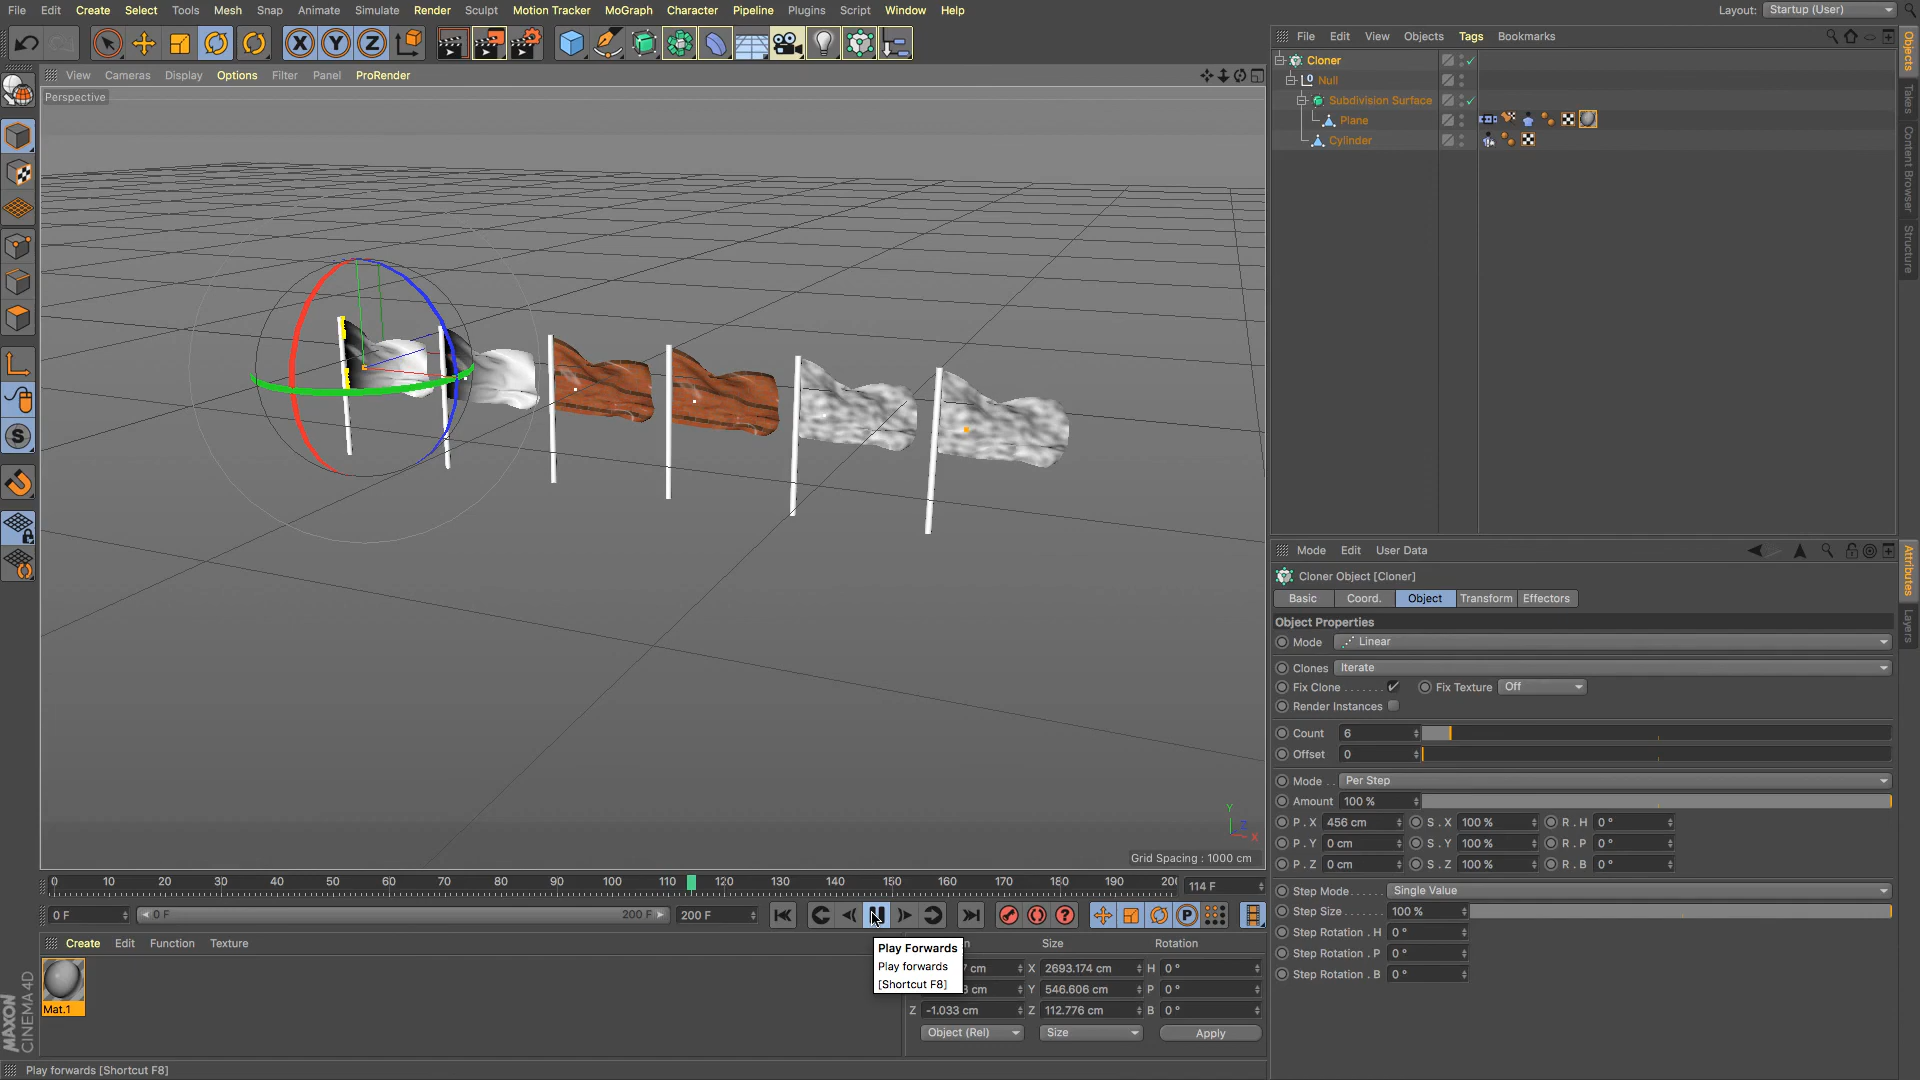 File Edit Create Select Tools Mesh Snap Animate Simulate Render Sculpt Motion Tracker MoGraph Character Pipeline Plugins Script Window Help
Layout: Startup (User)
View Cameras Display Options Filter Panel ProRender
Perspective
File Edit View Objects Tags Bookmarks
Cloner
Null
Subdivision Surface
Plane
Cylinder
Objects
Takes
Content Browser
Structure
Mode Edit User Data
Cloner Object [Cloner]
Basic Coord. Object Transform Effectors
Object Properties
Mode Linear
Clones Iterate
Fix Clone . . . . . . . Fix Texture Off
Render Instances
Count 6
Offset 0
Mode . . Per Step
Amount 100 %
P . X 456 cm S . X 100 % R . H 0 °
P . Y 0 cm S . Y 100 % R . P 0 °
P . Z 0 cm S . Z 100 % R . B 0 °
Step Mode. . . . . . Single Value
Step Size. . . . . . . 100 %
Step Rotation . H 0 °
Step Rotation . P 0 °
Step Rotation . B 0 °
Attributes
Layers
Y
Z
X
Grid Spacing : 1000 cm
0 10 20 30 40 50 60 70 80 90 100 110 120 130 140 150 160 170 180 190 114 F
0 F 0 F 200 F 200 F
Create Edit Function Texture
Mat.1
Size Rotation
cm X 2693.174 cm H 0 °
cm Y 546.606 cm P 0 °
Z -1.033 cm Z 112.776 cm B 0 °
Object (Rel) Size Apply
Play Forwards
Play forwards
[Shortcut F8]
MAXON
CINEMA 4D
Play forwards [Shortcut F8]